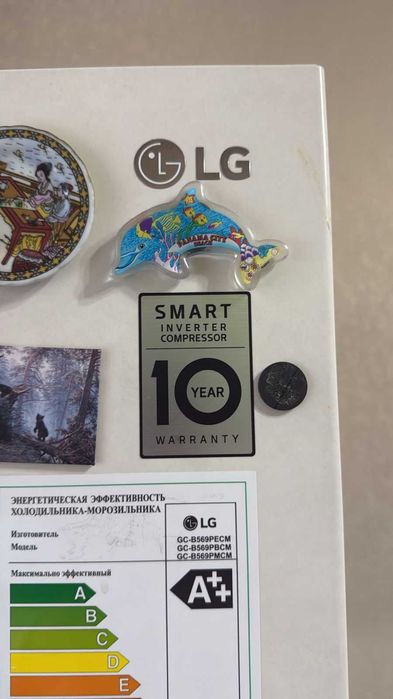 LG
PANAMA CITY
BEACH
SMART
INVERTER
COMPRESSOR
10 YEAR
WARRANTY
ЭНЕРГЕТИЧЕСКАЯ ЭФФЕКТИВНОСТЬ
ХОЛОДИЛЬНИКА-МОРОЗИЛЬНИКА
Изготовитель
LG
Модель
GC-B569PECM
GC-B569PBCM
GC-B569PMCM
Максимально эффективный
A++
A
B
C
D
E